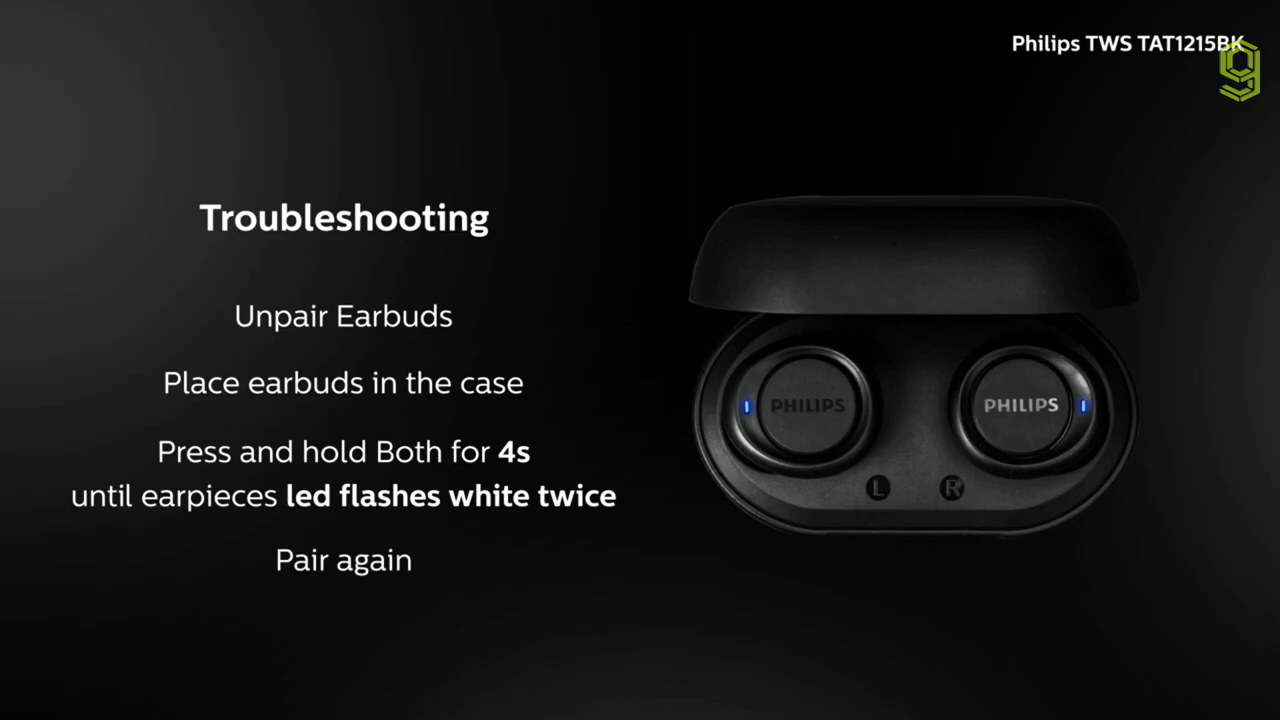 Philips TWS TAT1215BK
g
Troubleshooting
Unpair Earbuds
Place earbuds in the case
Press and hold Both for 4s
until earpieces led flashes white twice
Pair again
PHILIPS
PHILIPS
L
R